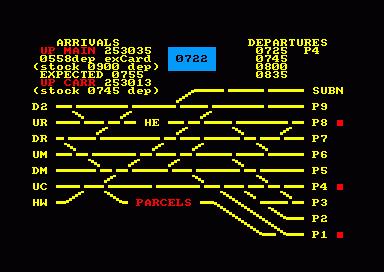 ARRIVALS
UP MAIN 253035
0558dep exCard
(stock 0900 dep)
EXPECTED 0755
UP CARR 253013
(stock 0745 dep)
0722
DEPARTURES
0725 P4
0745
0800
0835
SUBN
D2 P9
UR HE P8
DR P7
UM P6
DM P5
UC P4
HW PARCELS P3
P2
P1